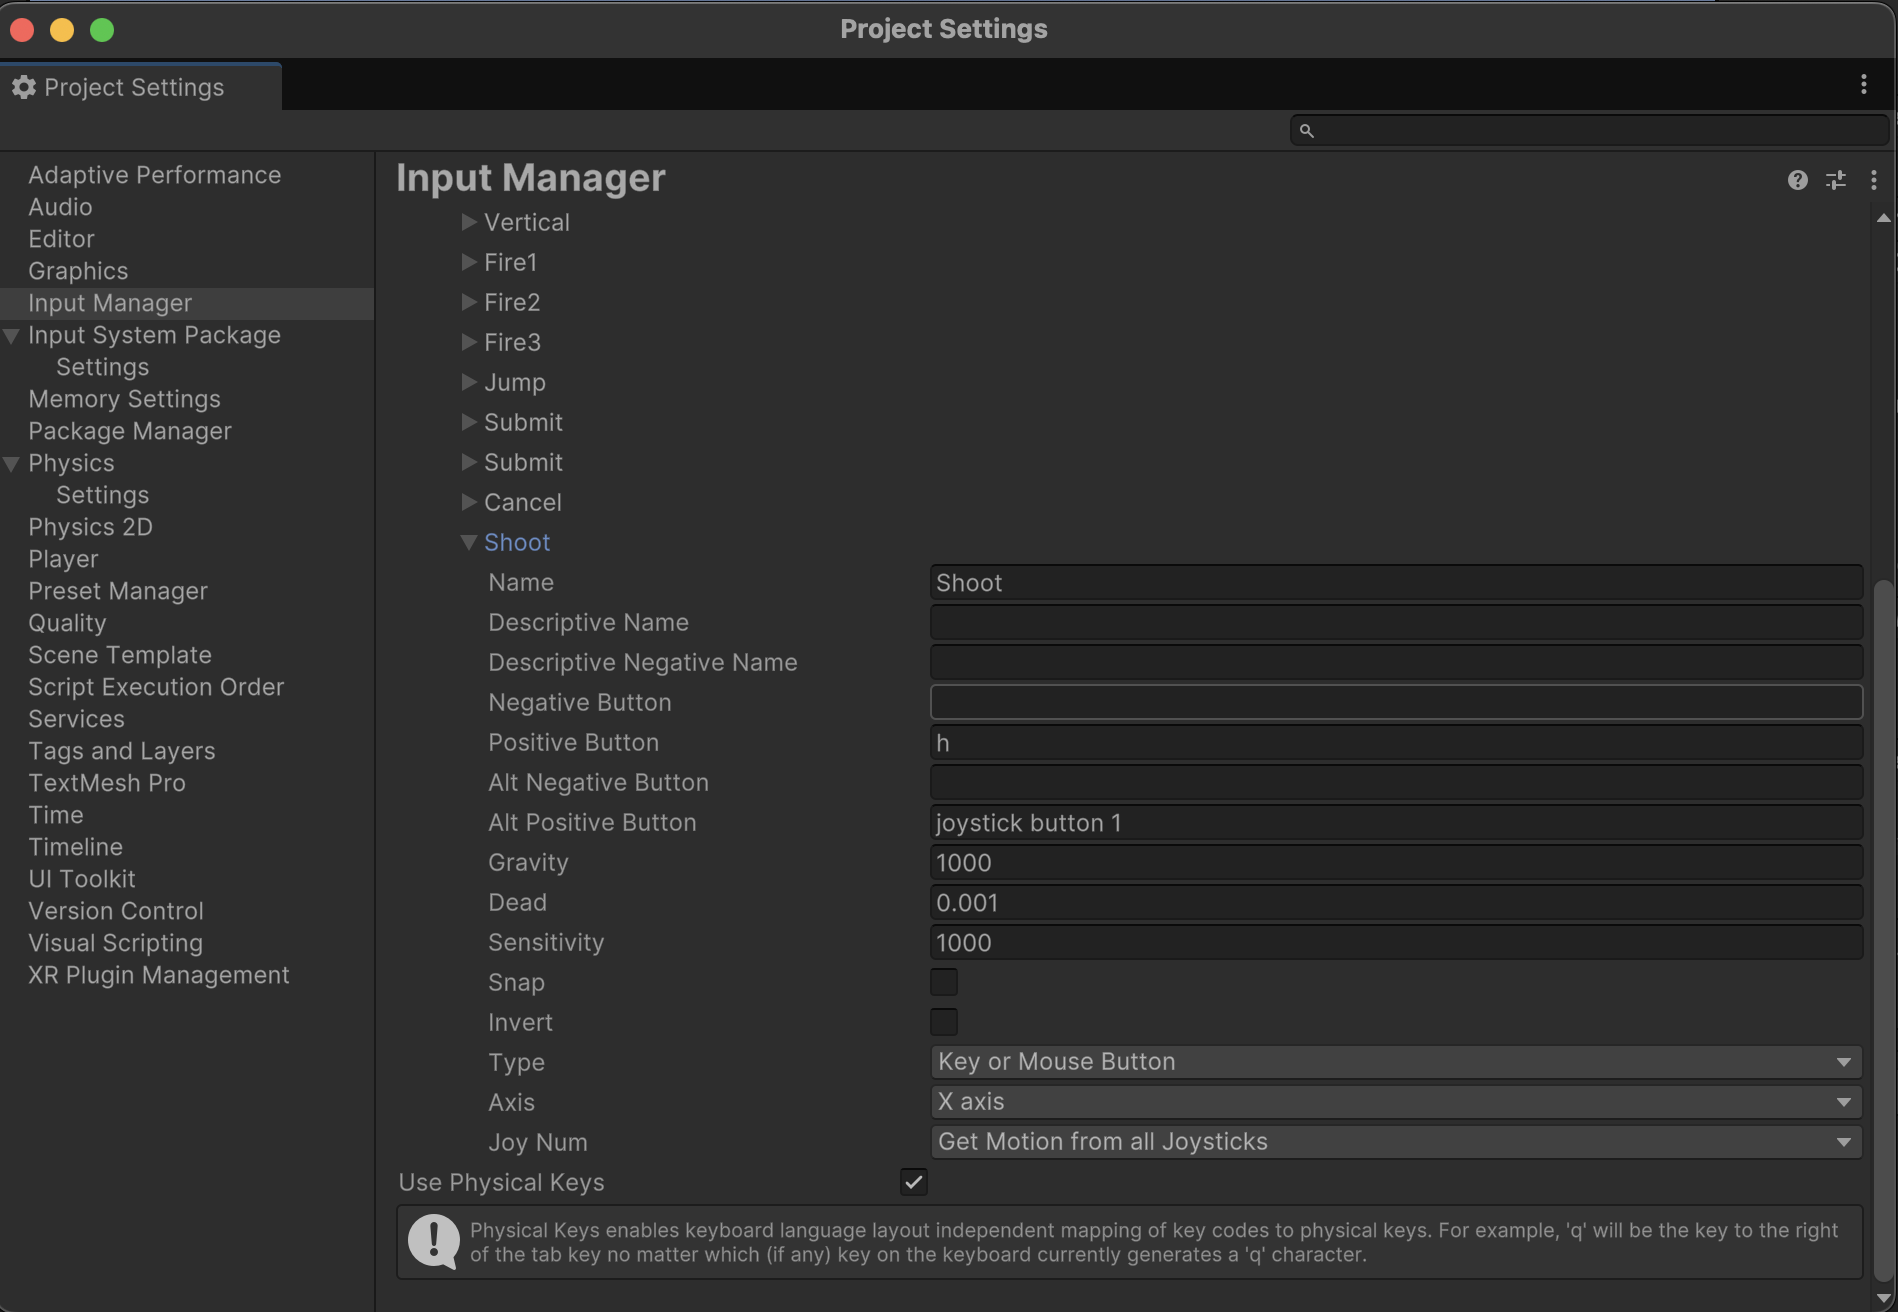 Project Settings
Project Settings
Adaptive Performance
Audio
Editor
Graphics
Input Manager
Input System Package
Settings
Memory Settings
Package Manager
Physics
Settings
Physics 2D
Player
Preset Manager
Quality
Scene Template
Script Execution Order
Services
Tags and Layers
TextMesh Pro
Time
Timeline
UI Toolkit
Version Control
Visual Scripting
XR Plugin Management
Input Manager
Vertical
Fire1
Fire2
Fire3
Jump
Submit
Submit
Cancel
Shoot
Name Shoot
Descriptive Name
Descriptive Negative Name
Negative Button
Positive Button h
Alt Negative Button
Alt Positive Button joystick button 1
Gravity 1000
Dead 0.001
Sensitivity 1000
Snap
Invert
Type Key or Mouse Button
Axis X axis
Joy Num Get Motion from all Joysticks
Use Physical Keys
Physical Keys enables keyboard language layout independent mapping of key codes to physical keys. For example, 'q' will be the key to the right
of the tab key no matter which (if any) key on the keyboard currently generates a 'q' character.